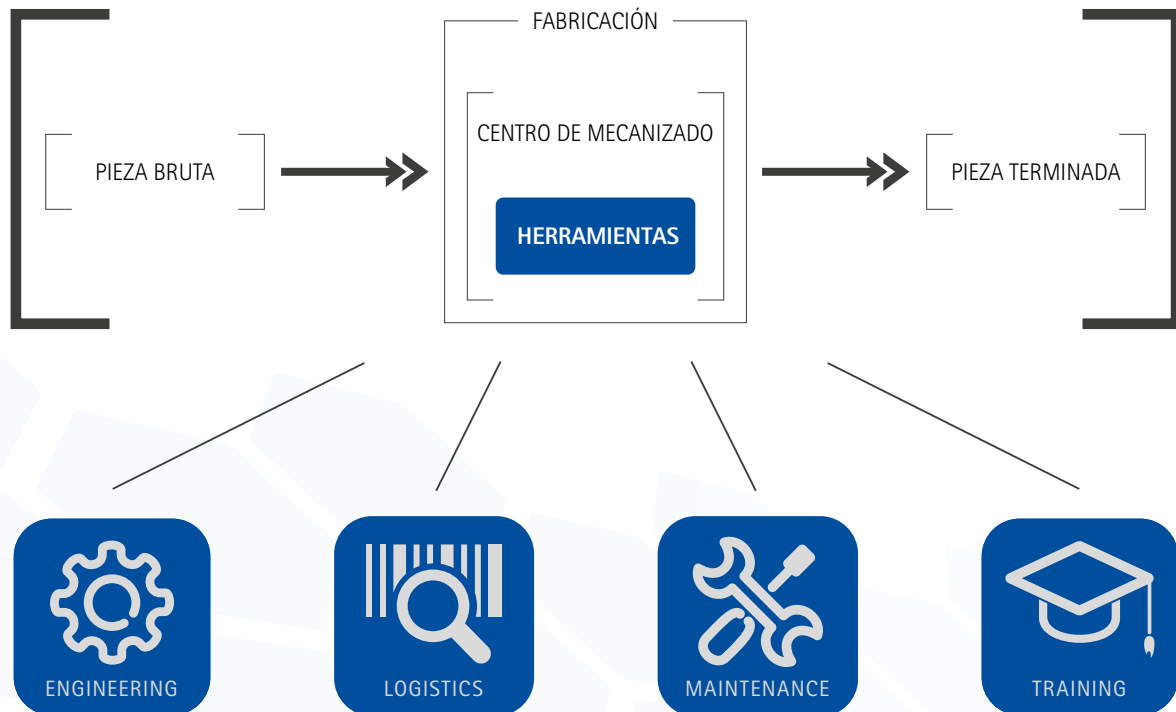 FABRICACIÓN
CENTRO DE MECANIZADO
PIEZA BRUTA
PIEZA TERMINADA
HERRAMIENTAS
ENGINEERING
LOGISTICS
MAINTENANCE
TRAINING